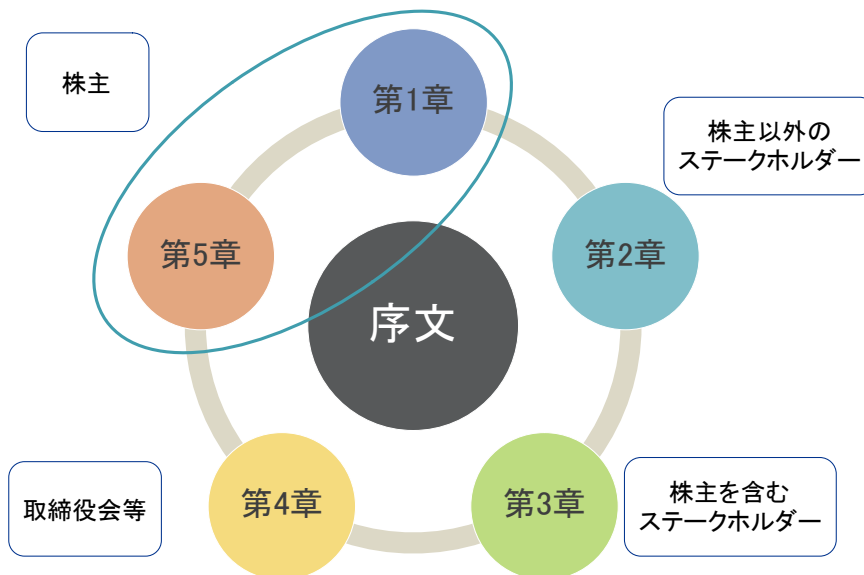 株主
第1章
株主以外の
ステークホルダー
第5章
第2章
序文
取締役会等
第4章
第3章
株主を含む
ステークホルダー